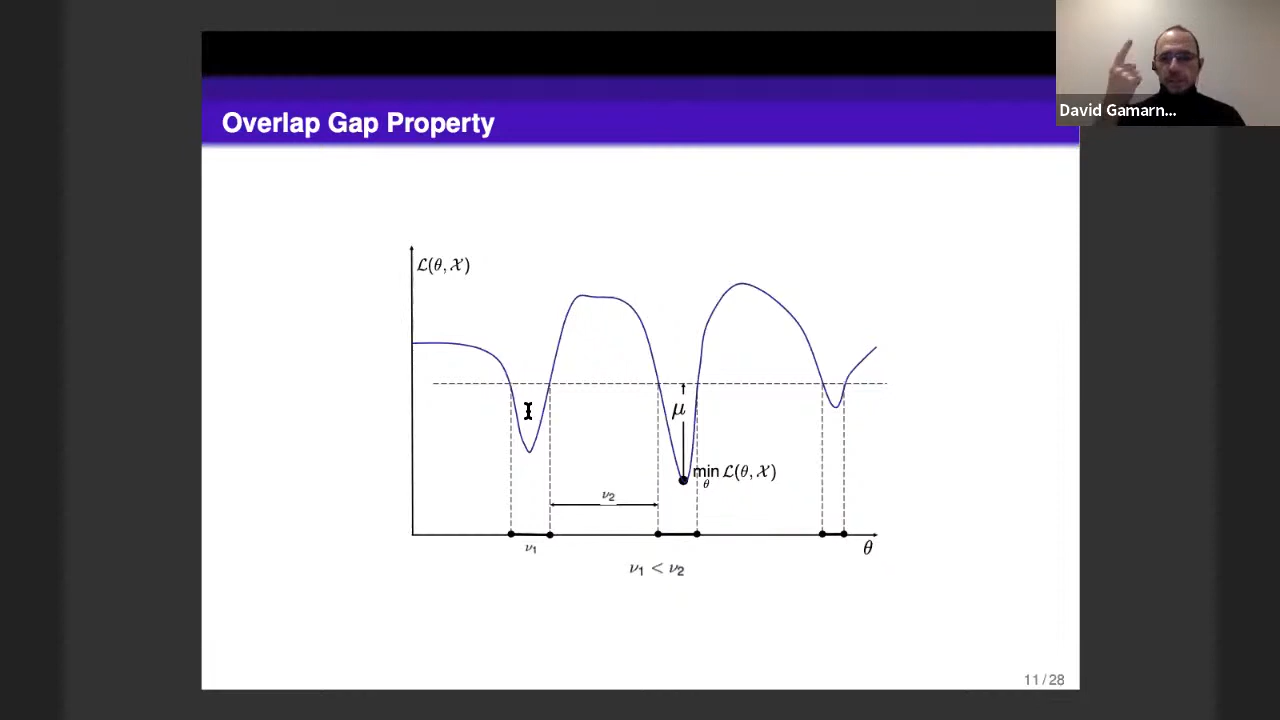 David Gamarn...
Overlap Gap Property
ℒ(θ, 𝒳)
μ
min ℒ(θ, 𝒳)
θ
ν₂
ν₁
θ
ν₁ < ν₂
11 / 28